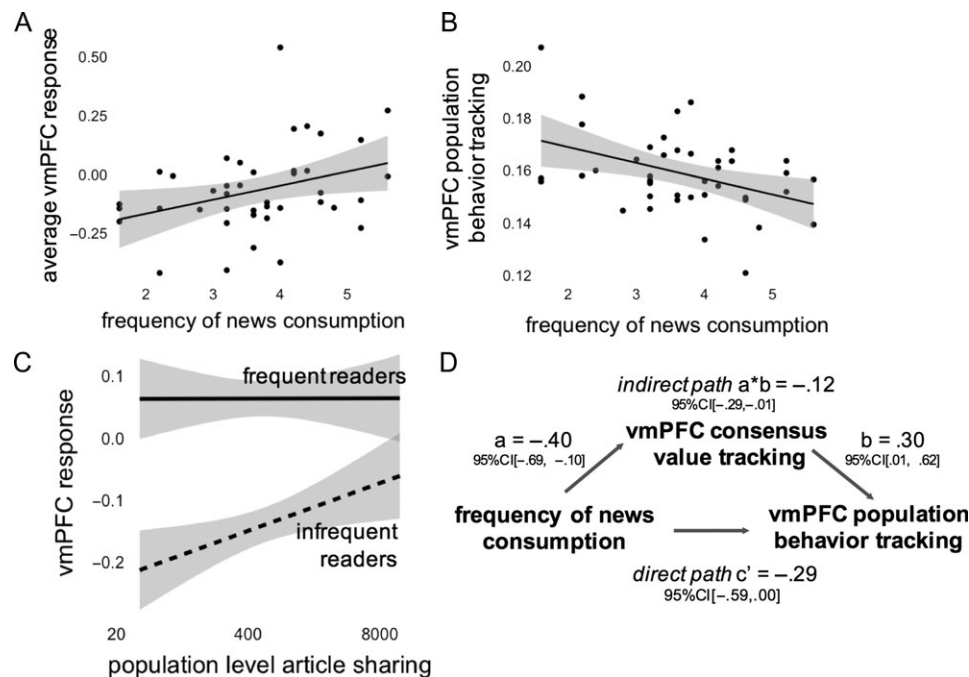 A
average vmPFC response
0.50
0.25
0.00
−0.25
2 3 4 5
frequency of news consumption
B
vmPFC population
behavior tracking
0.20
0.18
0.16
0.14
0.12
2 3 4 5
frequency of news consumption
C
vmPFC response
0.1
0.0
−0.1
−0.2
frequent readers
infrequent
readers
20 400 8000
population level article sharing
D
indirect path a*b = −.12
95%CI[−.29,−.01]
a = −.40
95%CI[−.69, −.10]
vmPFC consensus
value tracking
b = .30
95%CI[.01, .62]
frequency of news
consumption
vmPFC population
behavior tracking
direct path c' = −.29
95%CI[−.59,.00]